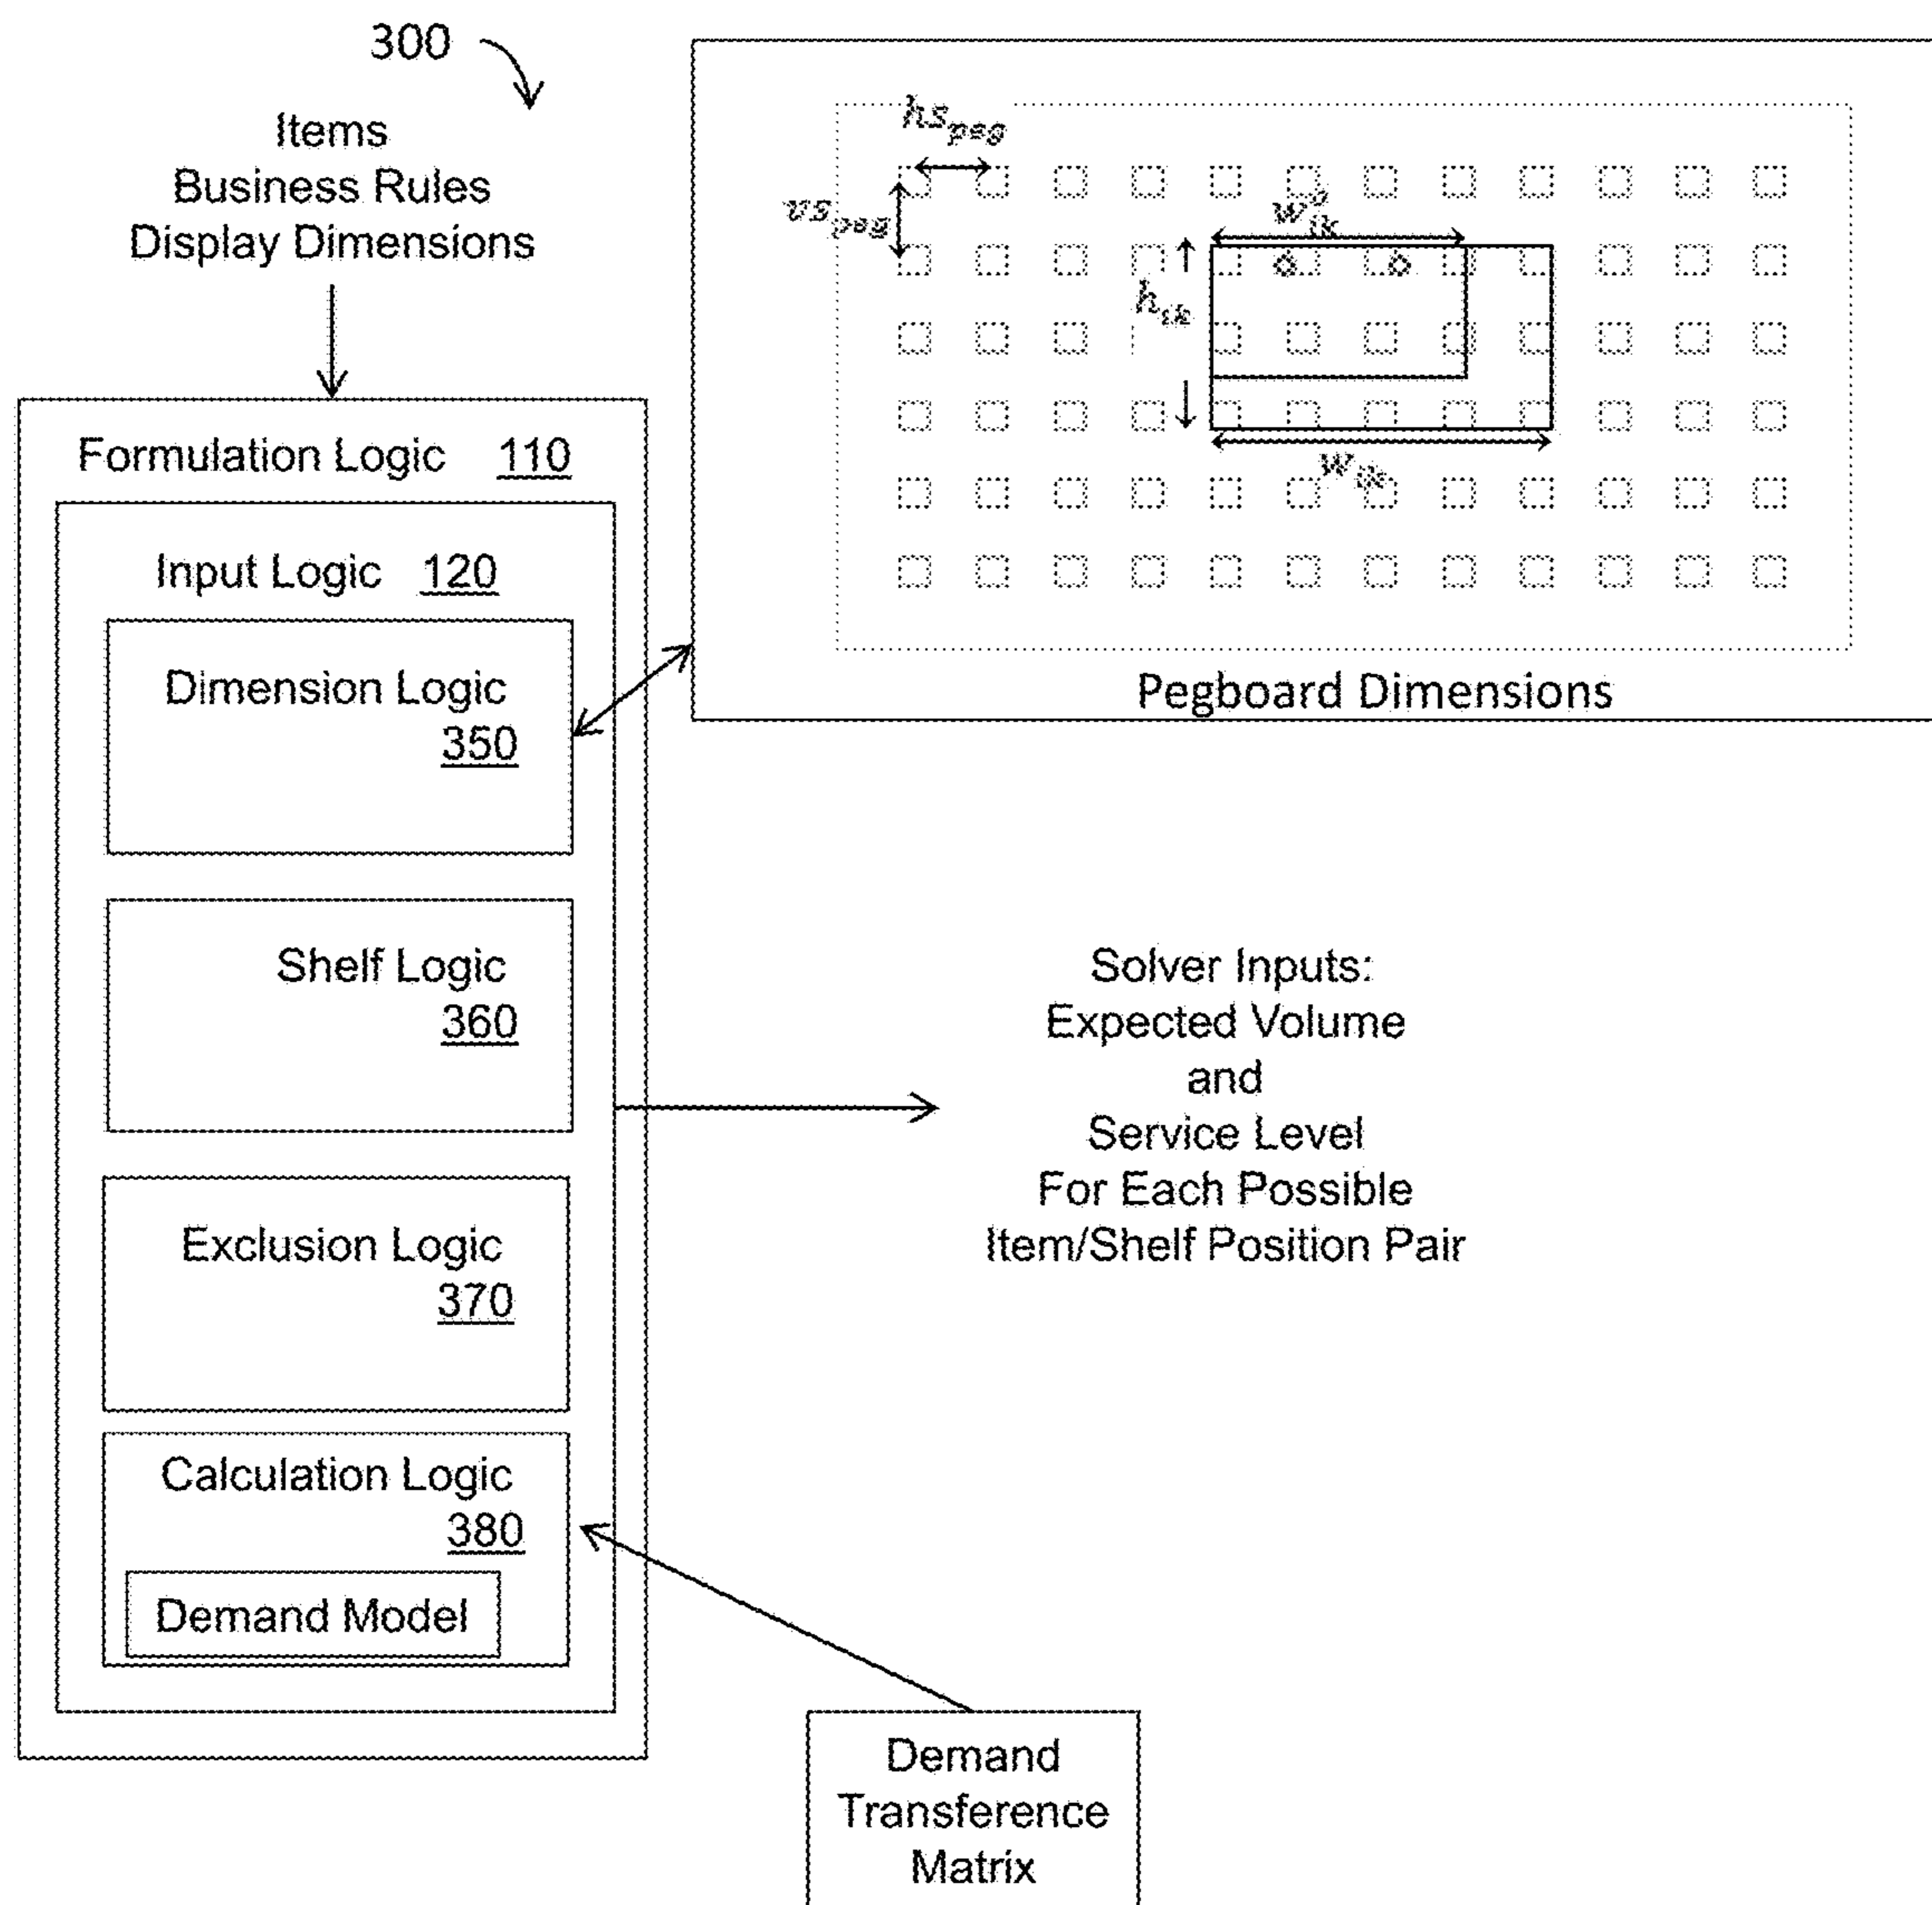 300
Items
Business Rules
Display Dimensions
Formulation Logic 110
Input Logic 120
Dimension Logic
350
Shelf Logic
360
Exclusion Logic
370
Calculation Logic
380
Demand Model
hs_peg
vs_peg
h_ik
w_ik
Pegboard Dimensions
Solver Inputs:
Expected Volume
and
Service Level
For Each Possible
Item/Shelf Position Pair
Demand
Transference
Matrix